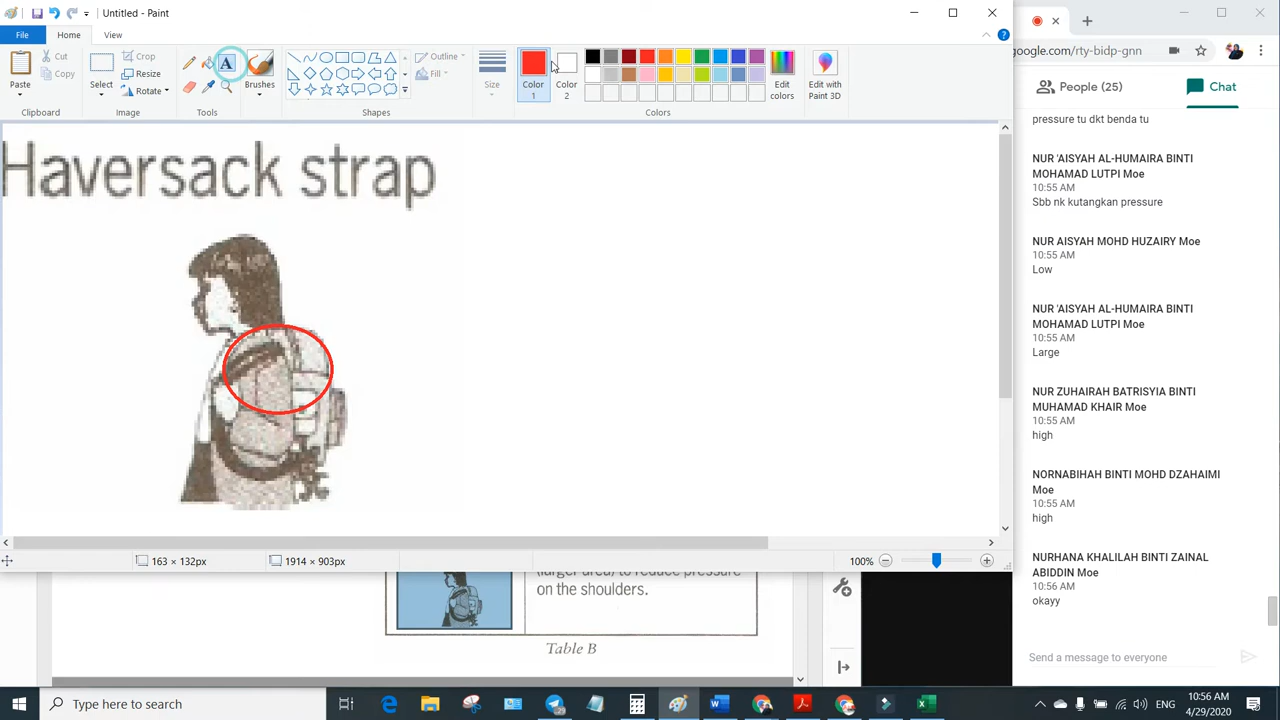 Untitled - Paint
File
Home
View
Paste
Cut
Copy
Clipboard
Select
Crop
Resize
Rotate
Image
A
Tools
Brushes
Shapes
Outline
Fill
Size
Color
1
Color
2
Edit
colors
Edit with
Paint 3D
Colors
Haversack strap
163 × 132px
1914 × 903px
100%
(larger area) to reduce pressure
on the shoulders.
Table B
google.com/rty-bidp-gnn
People (25)
Chat
pressure tu dkt benda tu
NUR 'AISYAH AL-HUMAIRA BINTI
MOHAMAD LUTPI Moe
10:55 AM
Sbb nk kutangkan pressure
NUR AISYAH MOHD HUZAIRY Moe
10:55 AM
Low
NUR 'AISYAH AL-HUMAIRA BINTI
MOHAMAD LUTPI Moe
10:55 AM
Large
NUR ZUHAIRAH BATRISYIA BINTI
MUHAMAD KHAIR Moe
10:55 AM
high
NORNABIHAH BINTI MOHD DZAHAIMI
Moe
10:55 AM
high
NURHANA KHALILAH BINTI ZAINAL
ABIDDIN Moe
10:56 AM
okayy
Send a message to everyone
Type here to search
ENG
10:56 AM
4/29/2020